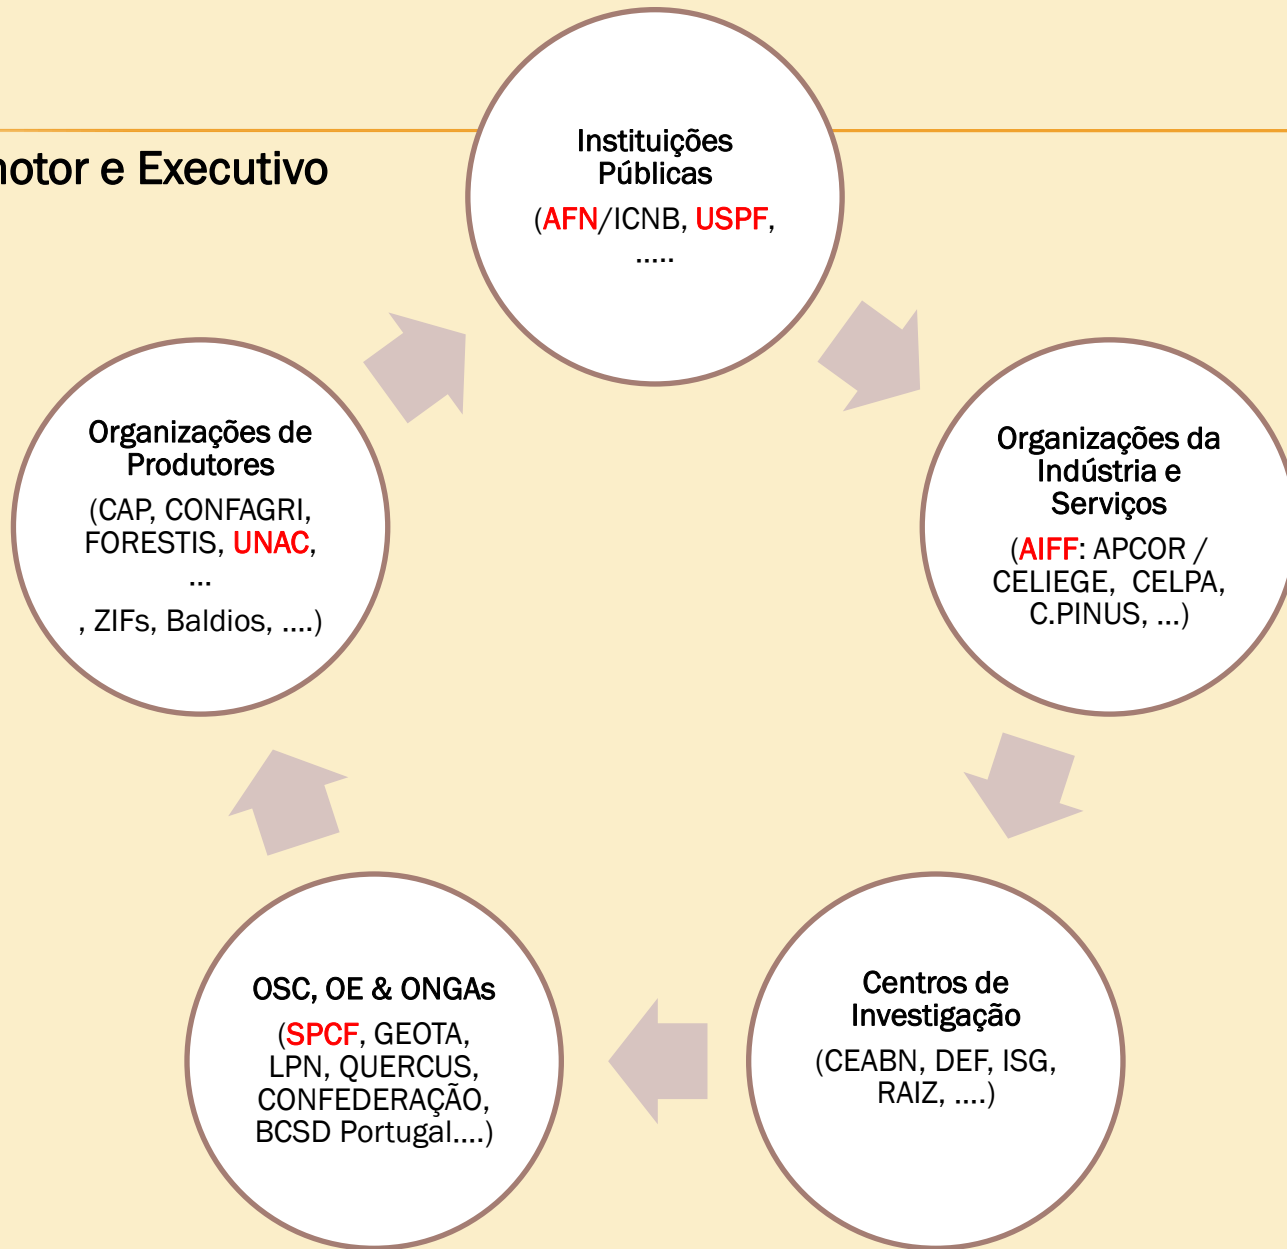 notor e Executivo
Instituições
Públicas
(AFN/ICNB, USPF,
.....
Organizações da
Indústria e
Serviços
(AIFF: APCOR /
CELIEGE, CELPA,
C.PINUS, ...)
Centros de
Investigação
(CEABN, DEF, ISG,
RAIZ, ....)
OSC, OE & ONGAs
(SPCF, GEOTA,
LPN, QUERCUS,
CONFEDERAÇÃO,
BCSD Portugal....)
Organizações de
Produtores
(CAP, CONFAGRI,
FORESTIS, UNAC,
...
, ZIFs, Baldios, ....)